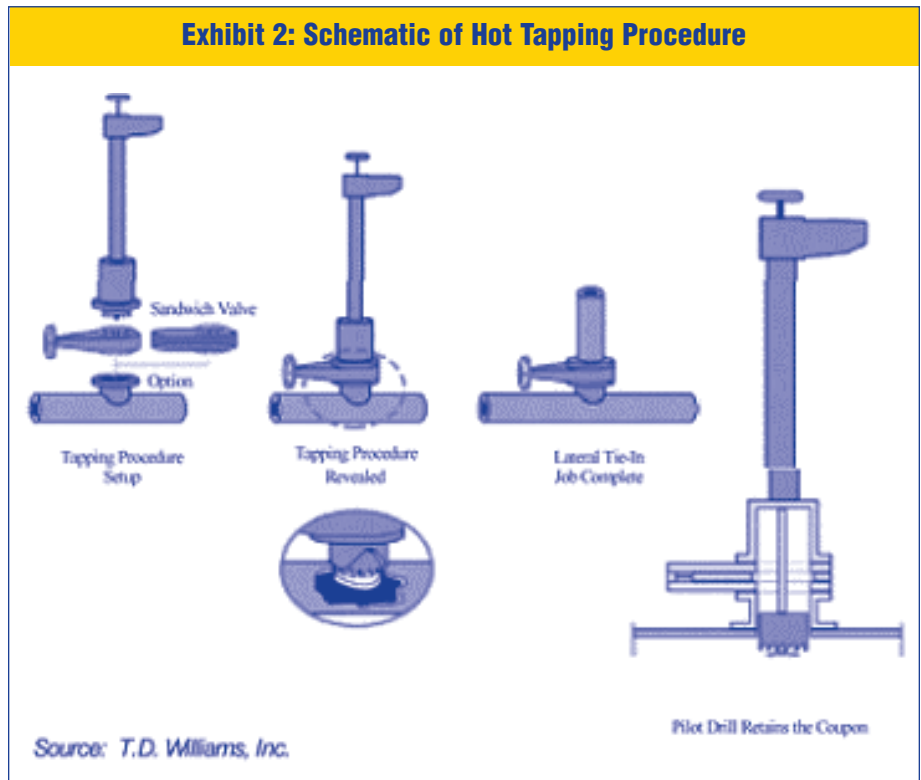 Exhibit 2: Schematic of Hot Tapping Procedure
Sandwich Valve
Option
Tapping Procedure
Setup
Tapping Procedure
Revealed
Lateral Tie-In
Job Complete
Pilot Drill Retains the Coupon
Source: T.D. Williams, Inc.